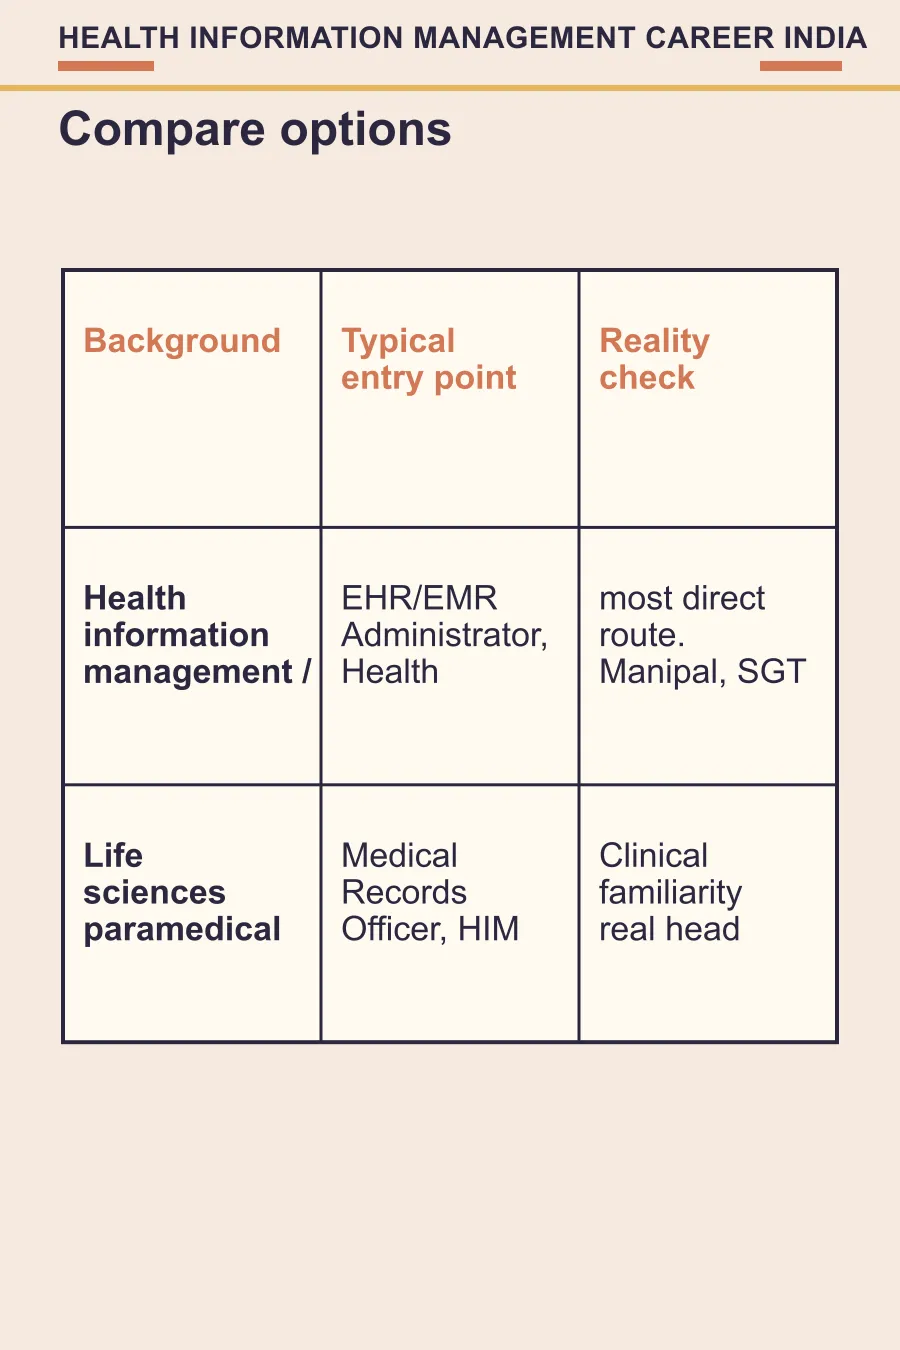 HEALTH INFORMATION MANAGEMENT CAREER INDIA
Compare options
Background
Typical
entry point
Reality
check
Health
information
management /
EHR/EMR
Administrator,
Health
most direct
route.
Manipal, SGT
Life
sciences
paramedical
Medical
Records
Officer, HIM
Clinical
familiarity
real head